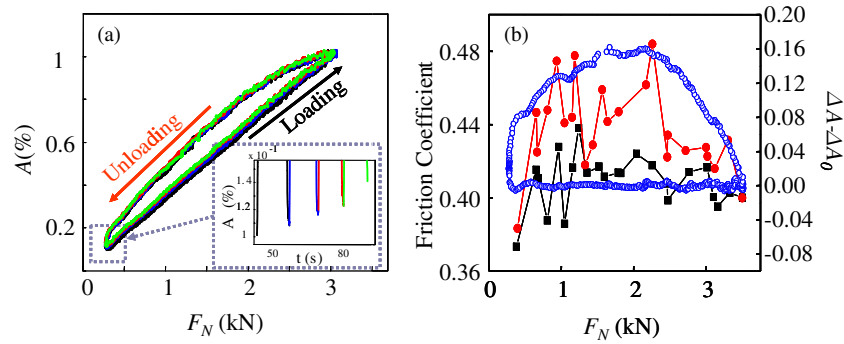 (a)
1
0.6
0.2
A(%)
0
1
2
3
F_N (kN)
Unloading
Loading
x 10⁻¹
1.4
1.2
1
A (%)
50
80
t (s)
(b)
0.48
0.44
0.40
0.36
Friction Coefficient
0
1
2
3
F_N (kN)
0.20
0.16
0.12
0.08
0.04
0.00
-0.04
-0.08
ΔA-ΔA₀